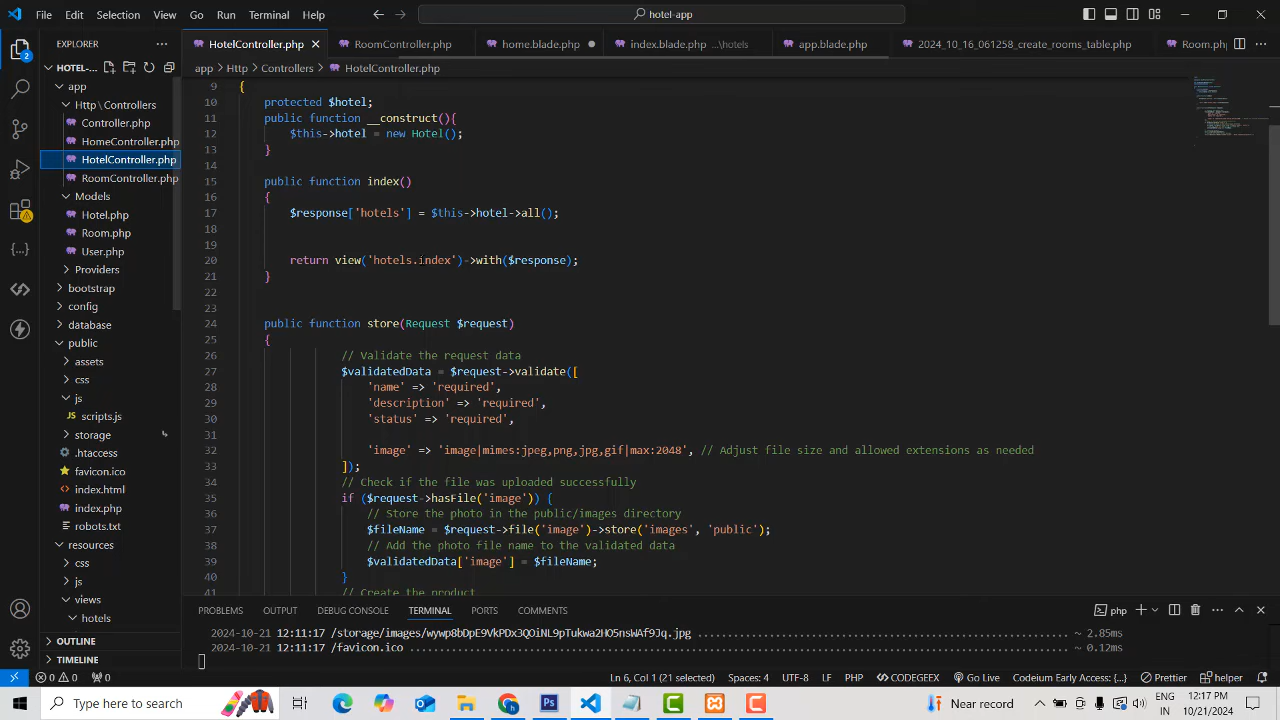 File Edit Selection View Go Run Terminal Help hotel-app
EXPLORER HotelController.php RoomController.php home.blade.php index.blade.php ...\hotels app.blade.php 2024_10_16_061258_create_rooms_table.php Room.ph
HOTEL-... app > Http > Controllers > HotelController.php
app
Http\Controllers
Controller.php
HomeController.php
HotelController.php
RoomController.php
Models
Hotel.php
Room.php
User.php
Providers
bootstrap
config
database
public
assets
css
js
scripts.js
storage
.htaccess
favicon.ico
index.html
index.php
robots.txt
resources
css
js
views
hotels
OUTLINE
TIMELINE
9 {
10 protected $hotel;
11 public function __construct(){
12 $this->hotel = new Hotel();
13 }
14
15 public function index()
16 {
17 $response['hotels'] = $this->hotel->all();
18
19
20 return view('hotels.index')->with($response);
21 }
22
23
24 public function store(Request $request)
25 {
26 // Validate the request data
27 $validatedData = $request->validate([
28 'name' => 'required',
29 'description' => 'required',
30 'status' => 'required',
31
32 'image' => 'image|mimes:jpeg,png,jpg,gif|max:2048', // Adjust file size and allowed extensions as needed
33 ]);
34 // Check if the file was uploaded successfully
35 if ($request->hasFile('image')) {
36 // Store the photo in the public/images directory
37 $fileName = $request->file('image')->store('images', 'public');
38 // Add the photo file name to the validated data
39 $validatedData['image'] = $fileName;
40 }
41 // Create the product
PROBLEMS OUTPUT DEBUG CONSOLE TERMINAL PORTS COMMENTS php
2024-10-21 12:11:17 /storage/images/wywp8bDpE9VkPDx3QOiNL9pTukwa2HO5nsWAf9Jq.jpg ~ 2.85ms
2024-10-21 12:11:17 /favicon.ico ~ 0.12ms
0 0 0 Ln 6, Col 1 (21 selected) Spaces: 4 UTF-8 LF PHP CODEGEX Go Live Codeium Early Access: {...} Prettier helper
Type here to search Near record ENG 12:17 PM
IN 10/21/2024